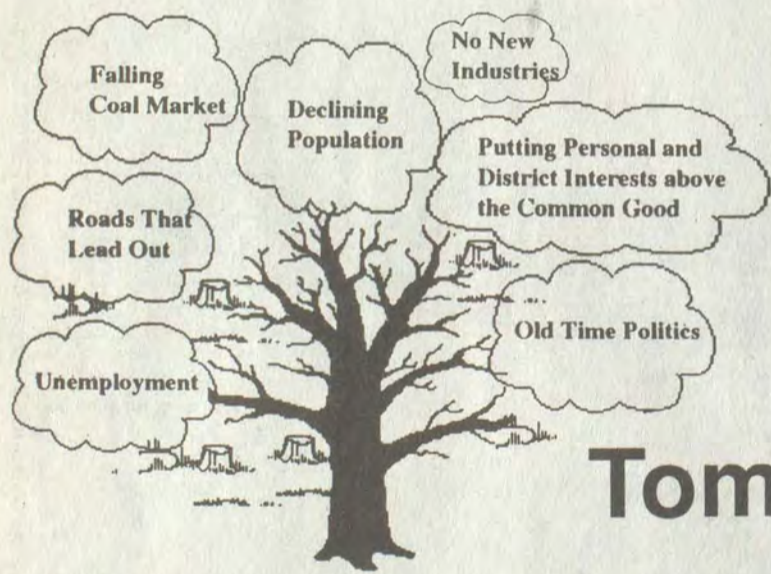 No New
Industries
Falling
Coal Market
Declining
Population
Putting Personal and
District Interests above
the Common Good
Roads That
Lead Out
Old Time Politics
Unemployment
Tom